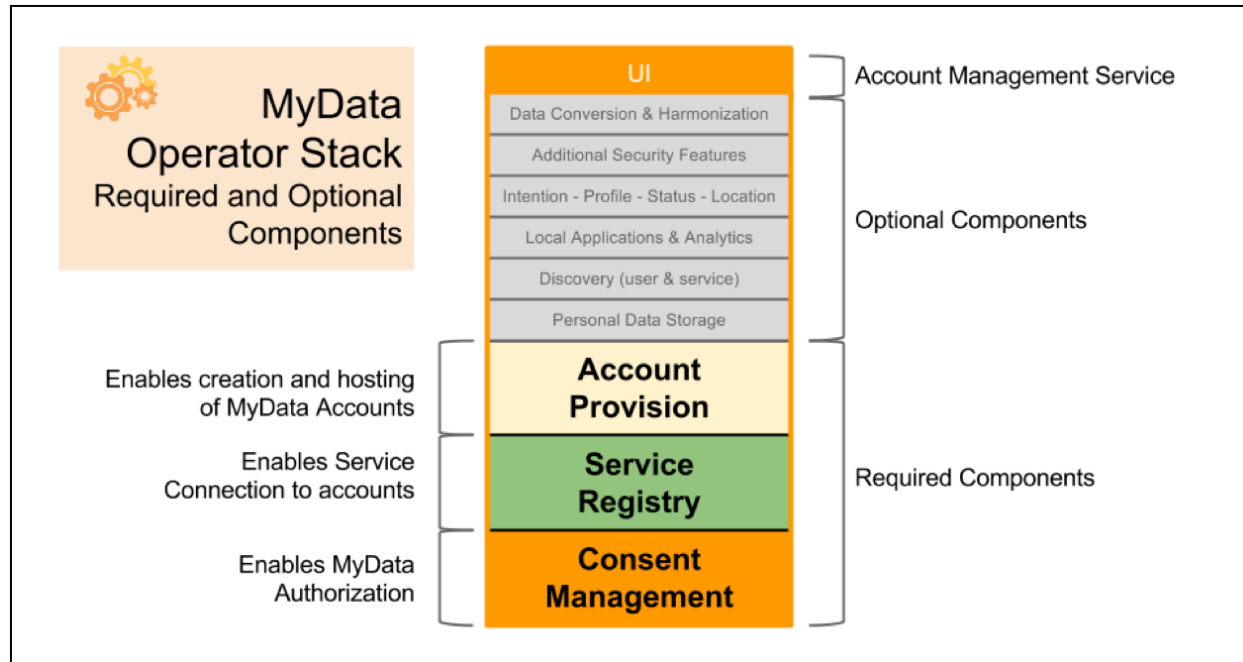 MyData
Operator Stack
Required and Optional
Components
UI
Account Management Service
Data Conversion & Harmonization
Additional Security Features
Intention - Profile - Status - Location
Local Applications & Analytics
Discovery (user & service)
Personal Data Storage
Optional Components
Enables creation and hosting
of MyData Accounts
Account
Provision
Enables Service
Connection to accounts
Service
Registry
Required Components
Enables MyData
Authorization
Consent
Management